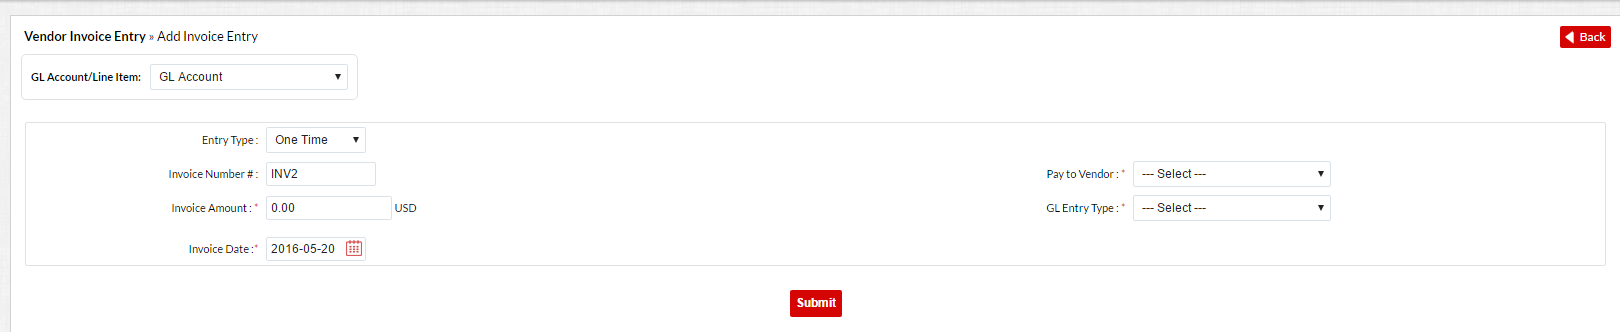 Vendor Invoice Entry » Add Invoice Entry
Back
GL Account/Line Item: GL Account
Entry Type : One Time
Invoice Number # : INV2
Pay to Vendor : * --- Select ---
Invoice Amount : * 0.00 USD
GL Entry Type : * --- Select ---
Invoice Date :* 2016-05-20
Submit